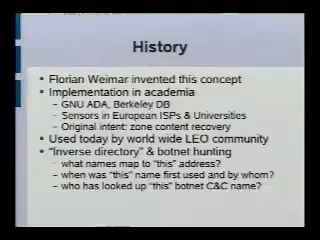 History
• Florian Weimar invented this concept
• Implementation in academia
– GNU ADA, Berkeley DB
– Sensors in European ISPs & Universities
– Original intent: zone content recovery
• Used today by world wide LEO community
• "Inverse directory" & botnet hunting
– what names map to "this" address?
– when was "this" name first used and by whom?
– who has looked up "this" botnet C&C name?